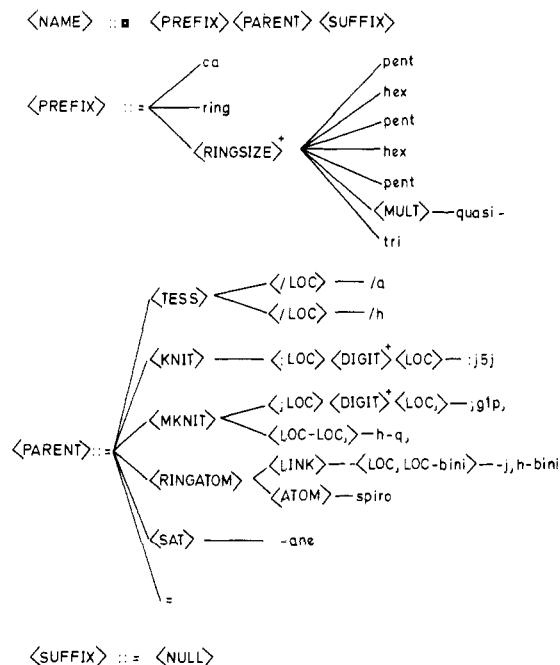 <NAME> ::= <PREFIX><PARENT><SUFFIX>
ca
<PREFIX> ::= ring
<RINGSIZE>+
pent
hex
pent
hex
pent
<MULT>—quasi-
tri
<TESS> </LOC>—/a
</LOC>—/h
<KNIT> <:LOC><DIGIT>+<LOC>—:j5j
<MKNIT> <;LOC><DIGIT>+<LOC,>—;g1p,
<LOC-LOC,>—h-q,
<PARENT>::=
<RINGATOM> <LINK>—-<LOC,LOC-bini>—-j,h-bini
<ATOM>—spiro
<SAT> -ane
=
<SUFFIX> ::= <NULL>